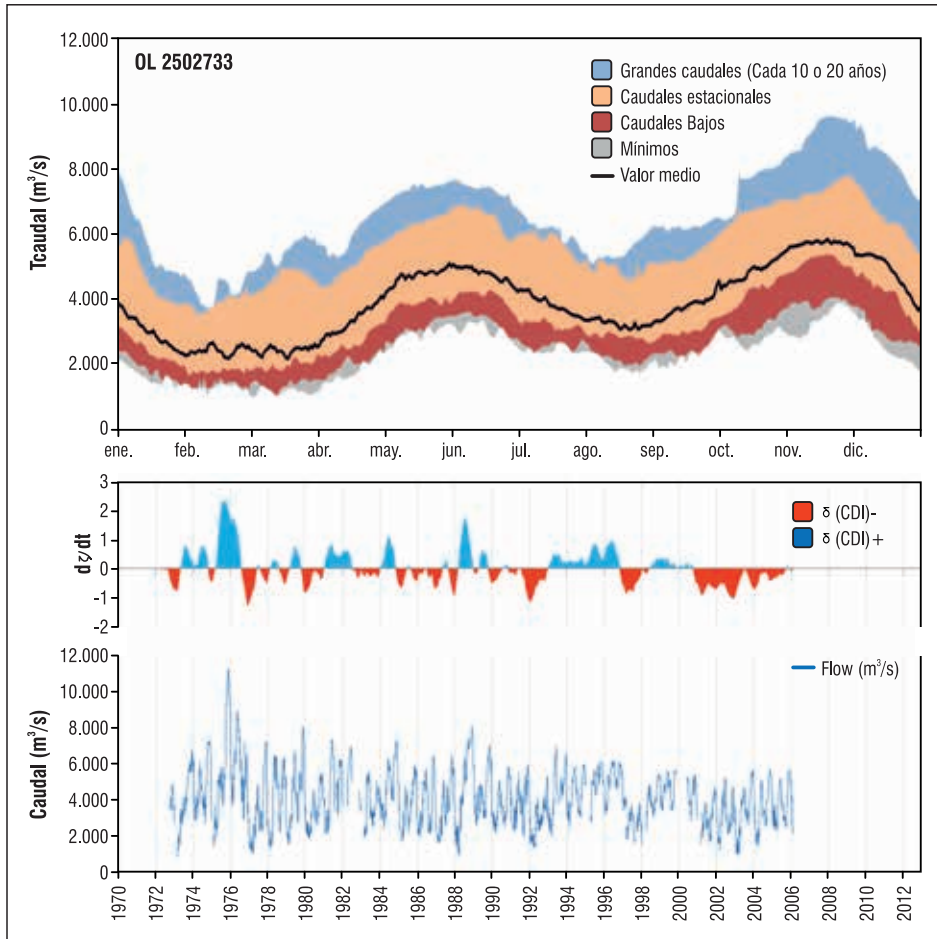 12.000
OL 2502733
Grandes caudales (Cada 10 o 20 años)
10.000
Caudales estacionales
Caudales Bajos
8.000
Mínimos
Valor medio
6.000
4.000
2.000
0
Tcaudal (m³/s)
ene. feb. mar. abr. may. jun. jul. ago. sep. oct. nov. dic.
3
δ (CDI)-
2
δ (CDI)+
1
0
-1
-2
dζ/dt
12.000
Flow (m³/s)
10.000
8.000
6.000
4.000
2.000
0
Caudal (m³/s)
1970 1972 1974 1976 1978 1980 1982 1984 1986 1988 1990 1992 1994 1996 1998 2000 2002 2004 2006 2008 2010 2012